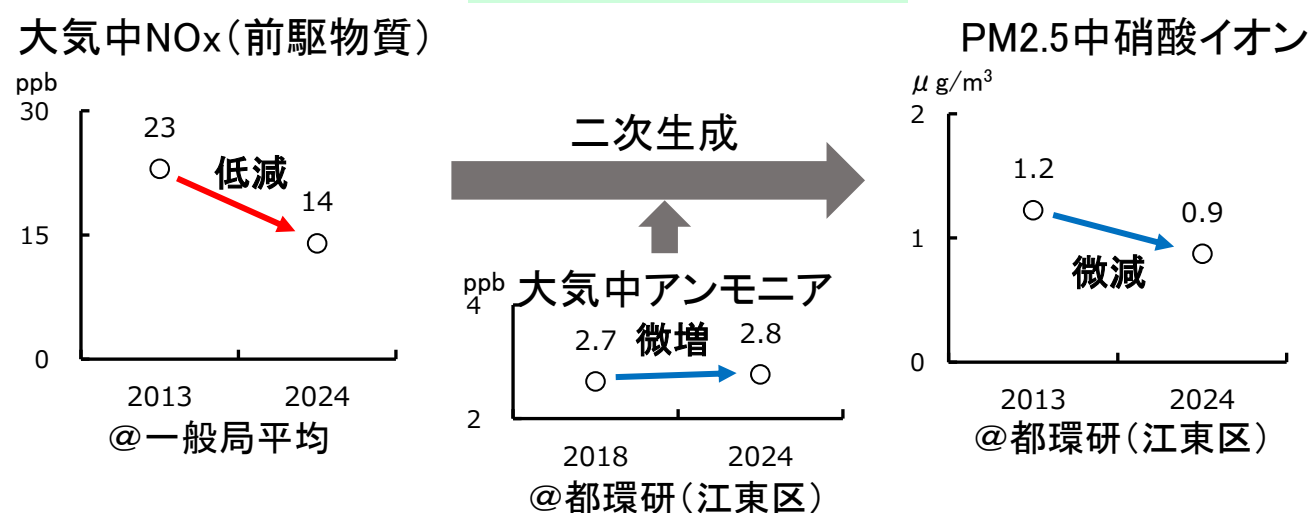 大気中NOx（前駆物質）
ppb
30
15
0
23
低減
14
2013 2024
＠一般局平均
二次生成
大気中アンモニア
ppb
4
2
2.7 微増 2.8
2018 2024
＠都環研（江東区）
PM2.5中硝酸イオン
μg/m³
2
1
0
1.2
0.9
微減
2013 2024
＠都環研（江東区）